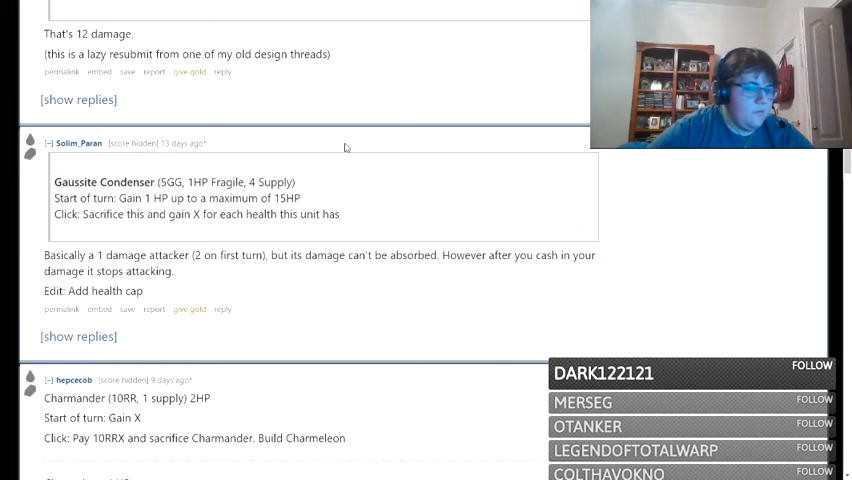 That's 12 damage.
(this is a lazy resubmit from one of my old design threads)
permalink embed save report give gold reply
[show replies]
[–] Solim_Paran [score hidden] 13 days ago*
Gaussite Condenser (5GG, 1HP Fragile, 4 Supply)
Start of turn: Gain 1 HP up to a maximum of 15HP
Click: Sacrifice this and gain X for each health this unit has
Basically a 1 damage attacker (2 on first turn), but its damage can't be absorbed. However after you cash in your
damage it stops attacking.
Edit: Add health cap
permalink embed save report give gold reply
[show replies]
[–] hepcecob [score hidden] 9 days ago*
Charmander (10RR, 1 supply) 2HP
Start of turn: Gain X
Click: Pay 10RRX and sacrifice Charmander. Build Charmeleon
DARK122121 FOLLOW
MERSEG FOLLOW
OTANKER FOLLOW
LEGENDOFTOTALWARP FOLLOW
COLTHAVOKNO FOLLOW